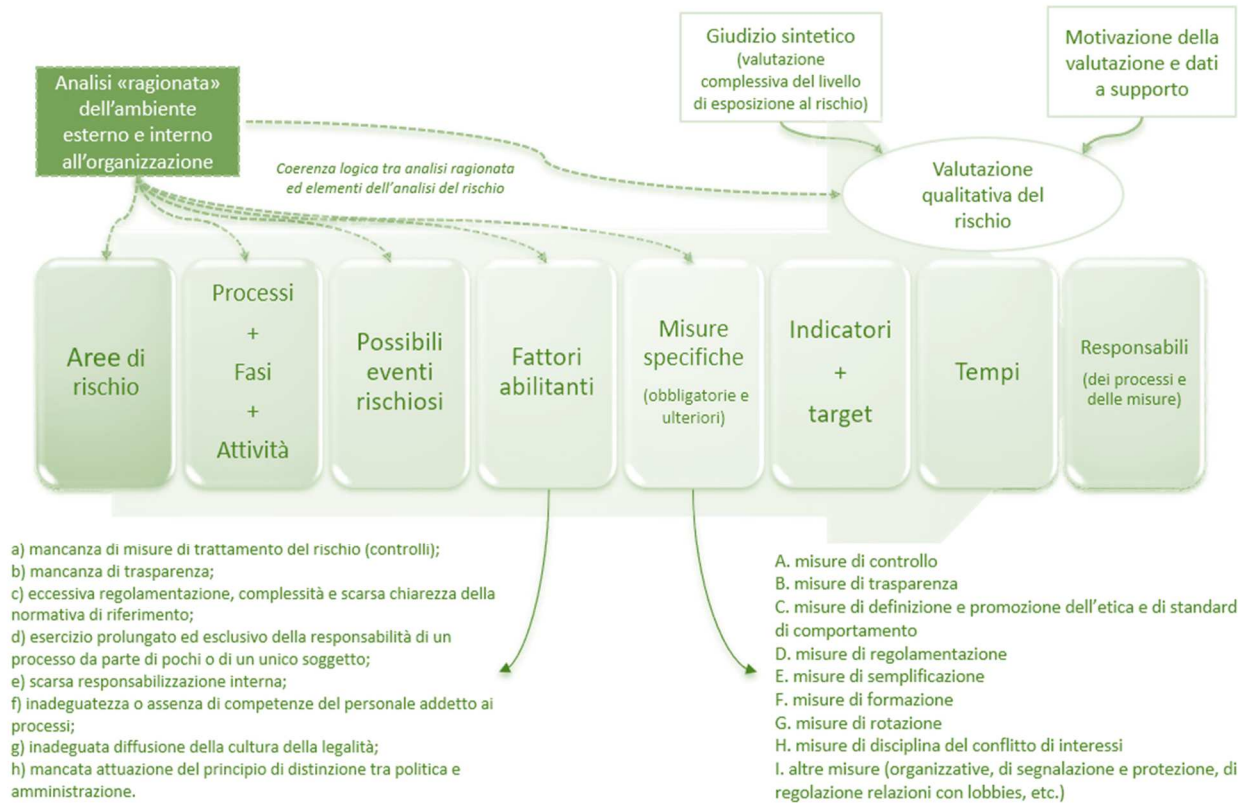 Analisi «ragionata»
dell'ambiente
esterno e interno
all'organizzazione
Giudizio sintetico
(valutazione
complessiva del livello
di esposizione al rischio)
Motivazione della
valutazione e dati
a supporto
Coerenza logica tra analisi ragionata
ed elementi dell'analisi del rischio
Valutazione
qualitativa del
rischio
Aree di
rischio
Processi
+
Fasi
+
Attività
Possibili
eventi
rischiosi
Fattori
abilitanti
Misure
specifiche
(obbligatorie e
ulteriori)
Indicatori
+
target
Tempi
Responsabili
(dei processi e
delle misure)
a) mancanza di misure di trattamento del rischio (controlli);
b) mancanza di trasparenza;
c) eccessiva regolamentazione, complessità e scarsa chiarezza della
normativa di riferimento;
d) esercizio prolungato ed esclusivo della responsabilità di un
processo da parte di pochi o di un unico soggetto;
e) scarsa responsabilizzazione interna;
f) inadeguatezza o assenza di competenze del personale addetto ai
processi;
g) inadeguata diffusione della cultura della legalità;
h) mancata attuazione del principio di distinzione tra politica e
amministrazione.
A. misure di controllo
B. misure di trasparenza
C. misure di definizione e promozione dell'etica e di standard
di comportamento
D. misure di regolamentazione
E. misure di semplificazione
F. misure di formazione
G. misure di rotazione
H. misure di disciplina del conflitto di interessi
I. altre misure (organizzative, di segnalazione e protezione, di
regolazione relazioni con lobbies, etc.)